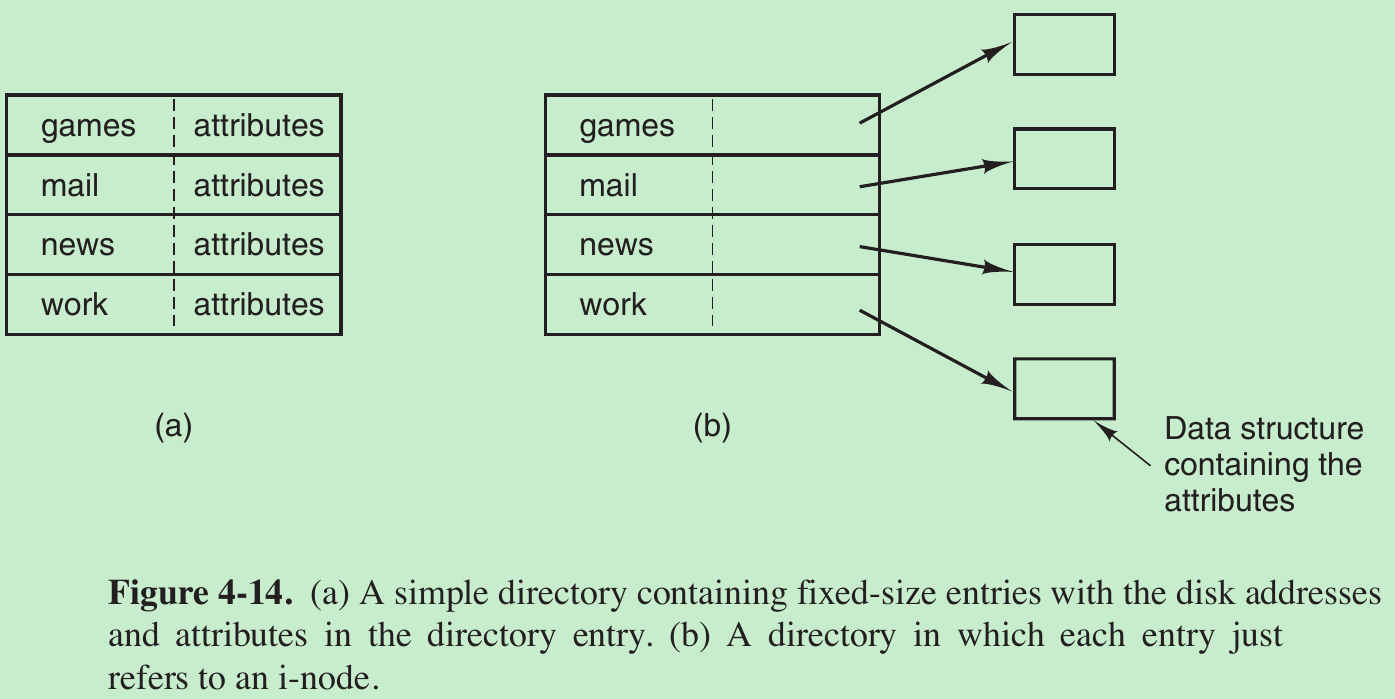 games attributes
mail attributes
news attributes
work attributes
(a)
games
mail
news
work
(b)
Data structure
containing the
attributes
Figure 4-14. (a) A simple directory containing fixed-size entries with the disk addresses
and attributes in the directory entry. (b) A directory in which each entry just
refers to an i-node.